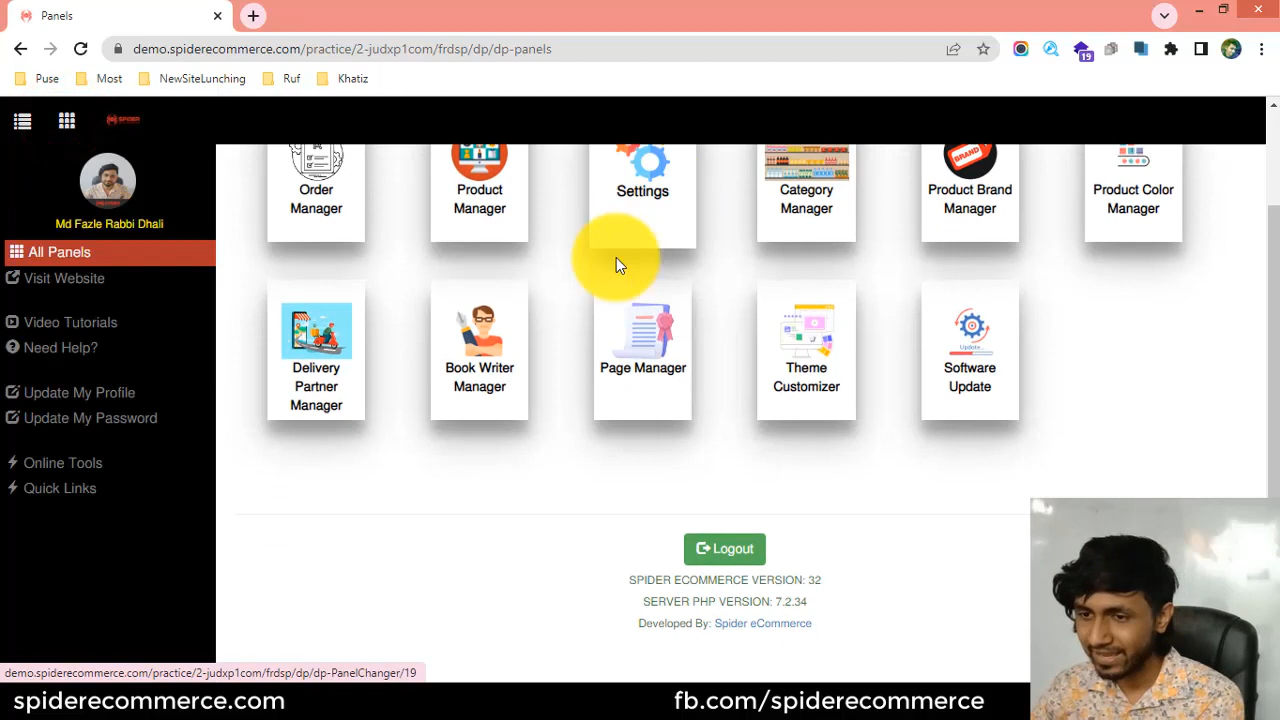 Panels
demo.spiderecommerce.com/practice/2-judxp1com/frdsp/dp/dp-panels
19
Puse
Most
NewSiteLunching
Ruf
Khatiz
SPIDER
Md Fazle Rabbi Dhali
All Panels
Visit Website
Video Tutorials
Need Help?
Update My Profile
Update My Password
Online Tools
Quick Links
Order
Manager
Product
Manager
Settings
Category
Manager
BRAND
Product Brand
Manager
Product Color
Manager
Delivery
Partner
Manager
Book Writer
Manager
Page Manager
Theme
Customizer
Update...
Software
Update
Logout
SPIDER ECOMMERCE VERSION: 32
SERVER PHP VERSION: 7.2.34
Developed By: Spider eCommerce
demo.spiderecommerce.com/practice/2-judxp1com/frdsp/dp/dp-PanelChanger/19
spiderecommerce.com
fb.com/spiderecommerce